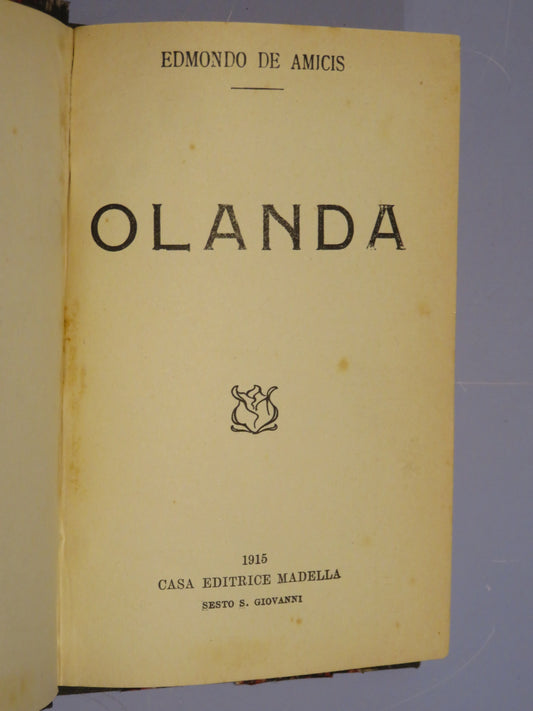 EDMONDO DE AMICIS
OLANDA
1915
CASA EDITRICE MADELLA
SESTO S. GIOVANNI